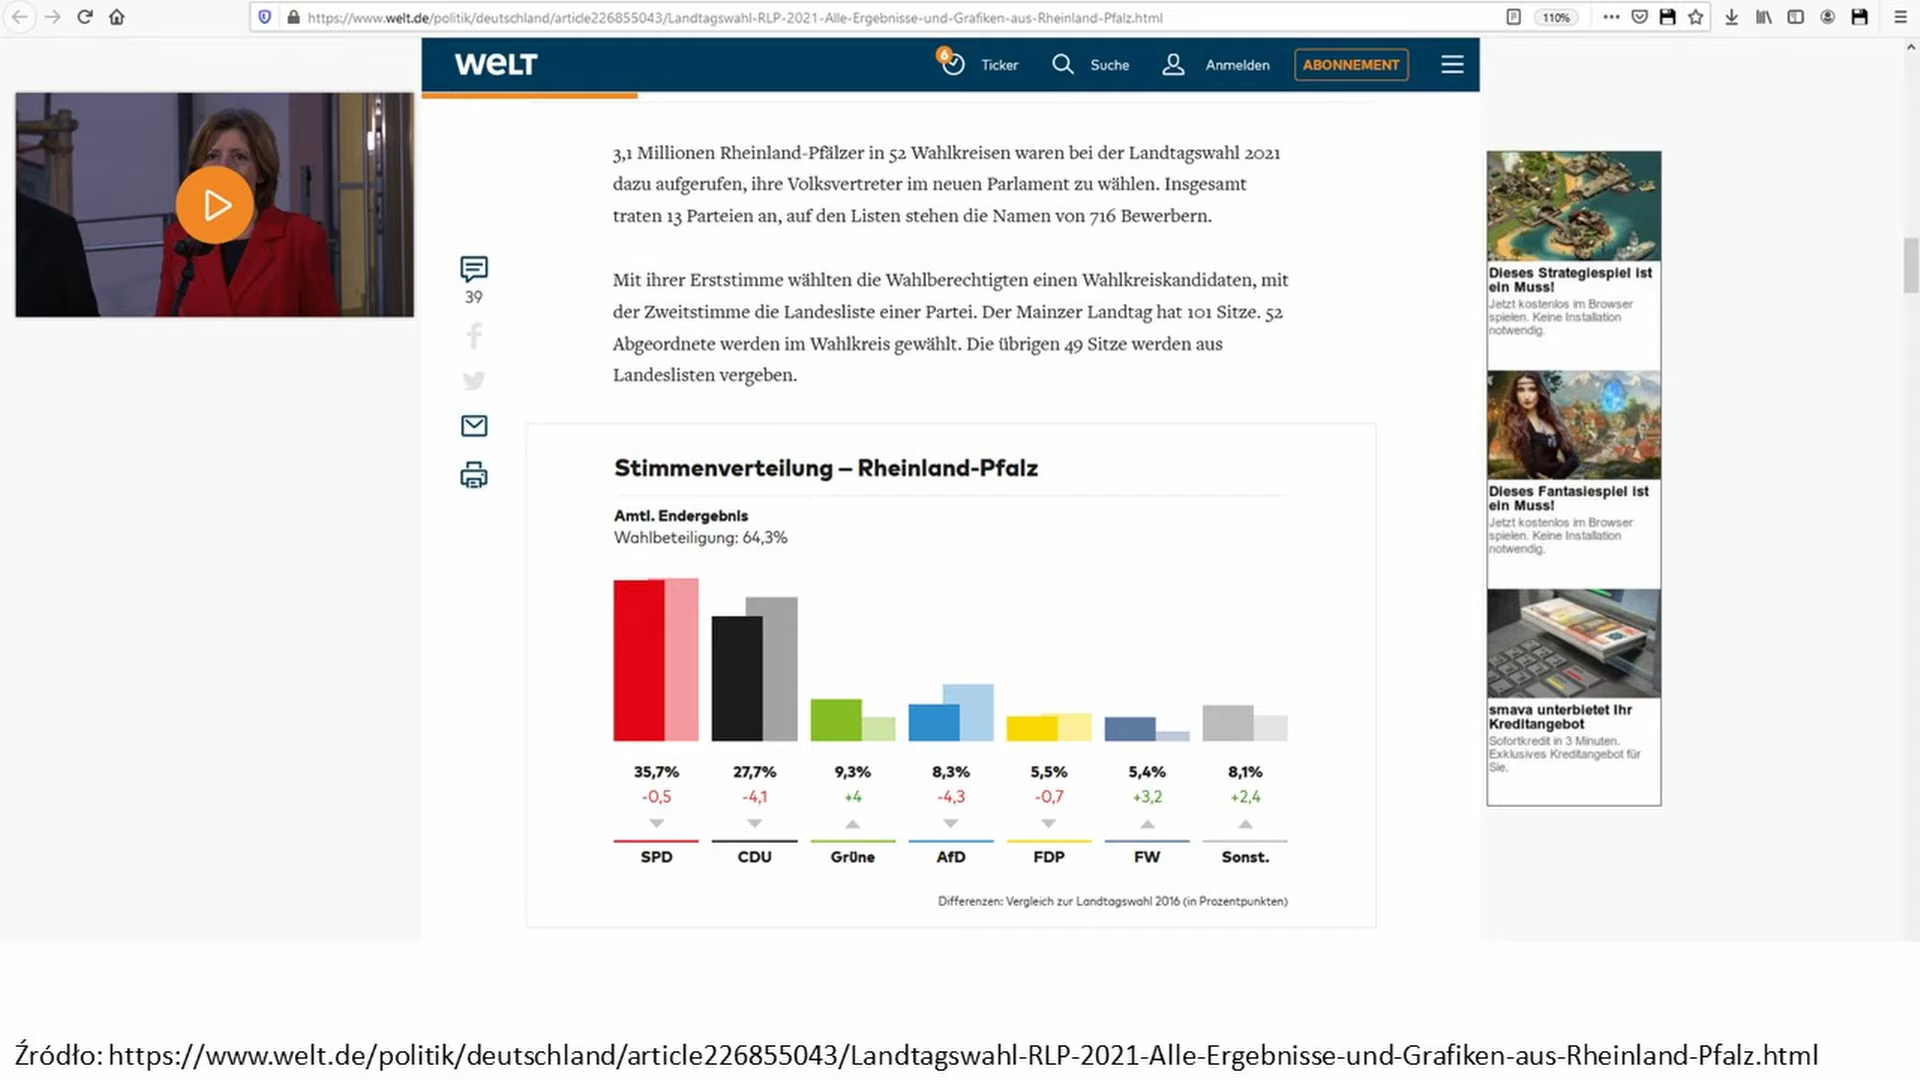 https://www.welt.de/politik/deutschland/article226855043/Landtagswahl-RLP-2021-Alle-Ergebnisse-und-Grafiken-aus-Rheinland-Pfalz.html
110%
WELT
6
Ticker
Suche
Anmelden
ABONNEMENT
3,1 Millionen Rheinland-Pfälzer in 52 Wahlkreisen waren bei der Landtagswahl 2021
dazu aufgerufen, ihre Volksvertreter im neuen Parlament zu wählen. Insgesamt
traten 13 Parteien an, auf den Listen stehen die Namen von 716 Bewerbern.
39
Mit ihrer Erststimme wählten die Wahlberechtigten einen Wahlkreiskandidaten, mit
der Zweitstimme die Landesliste einer Partei. Der Mainzer Landtag hat 101 Sitze. 52
Abgeordnete werden im Wahlkreis gewählt. Die übrigen 49 Sitze werden aus
Landeslisten vergeben.
Stimmenverteilung – Rheinland-Pfalz
Amtl. Endergebnis
Wahlbeteiligung: 64,3%
35,7% 27,7% 9,3% 8,3% 5,5% 5,4% 8,1%
-0,5 -4,1 +4 -4,3 -0,7 +3,2 +2,4
SPD CDU Grüne AfD FDP FW Sonst.
Differenzen: Vergleich zur Landtagswahl 2016 (in Prozentpunkten)
Dieses Strategiespiel ist
ein Muss!
Jetzt kostenlos im Browser
spielen. Keine Installation
notwendig.
Dieses Fantasiespiel ist
ein Muss!
Jetzt kostenlos im Browser
spielen. Keine Installation
notwendig.
smava unterbietet Ihr
Kreditangebot
Sofortkredit in 3 Minuten.
Exklusives Kreditangebot für
Sie.
Źródło: https://www.welt.de/politik/deutschland/article226855043/Landtagswahl-RLP-2021-Alle-Ergebnisse-und-Grafiken-aus-Rheinland-Pfalz.html